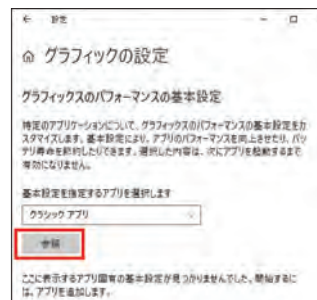 設定
グラフィックの設定
グラフィックスのパフォーマンスの基本設定
特定のアプリケーションについて、グラフィックスのパフォーマンスの基本設定をカ
スタマイズします。基本設定により、アプリのパフォーマンスを向上させたり、バッ
テリ寿命を節約したりできます。選択した内容は、次にアプリを起動するまで
有効になりません。
基本設定を指定するアプリを選択します
クラシック アプリ
参照
ここに表示するアプリ固有の基本設定が見つかりませんでした。開始するに
は、アプリを追加します。